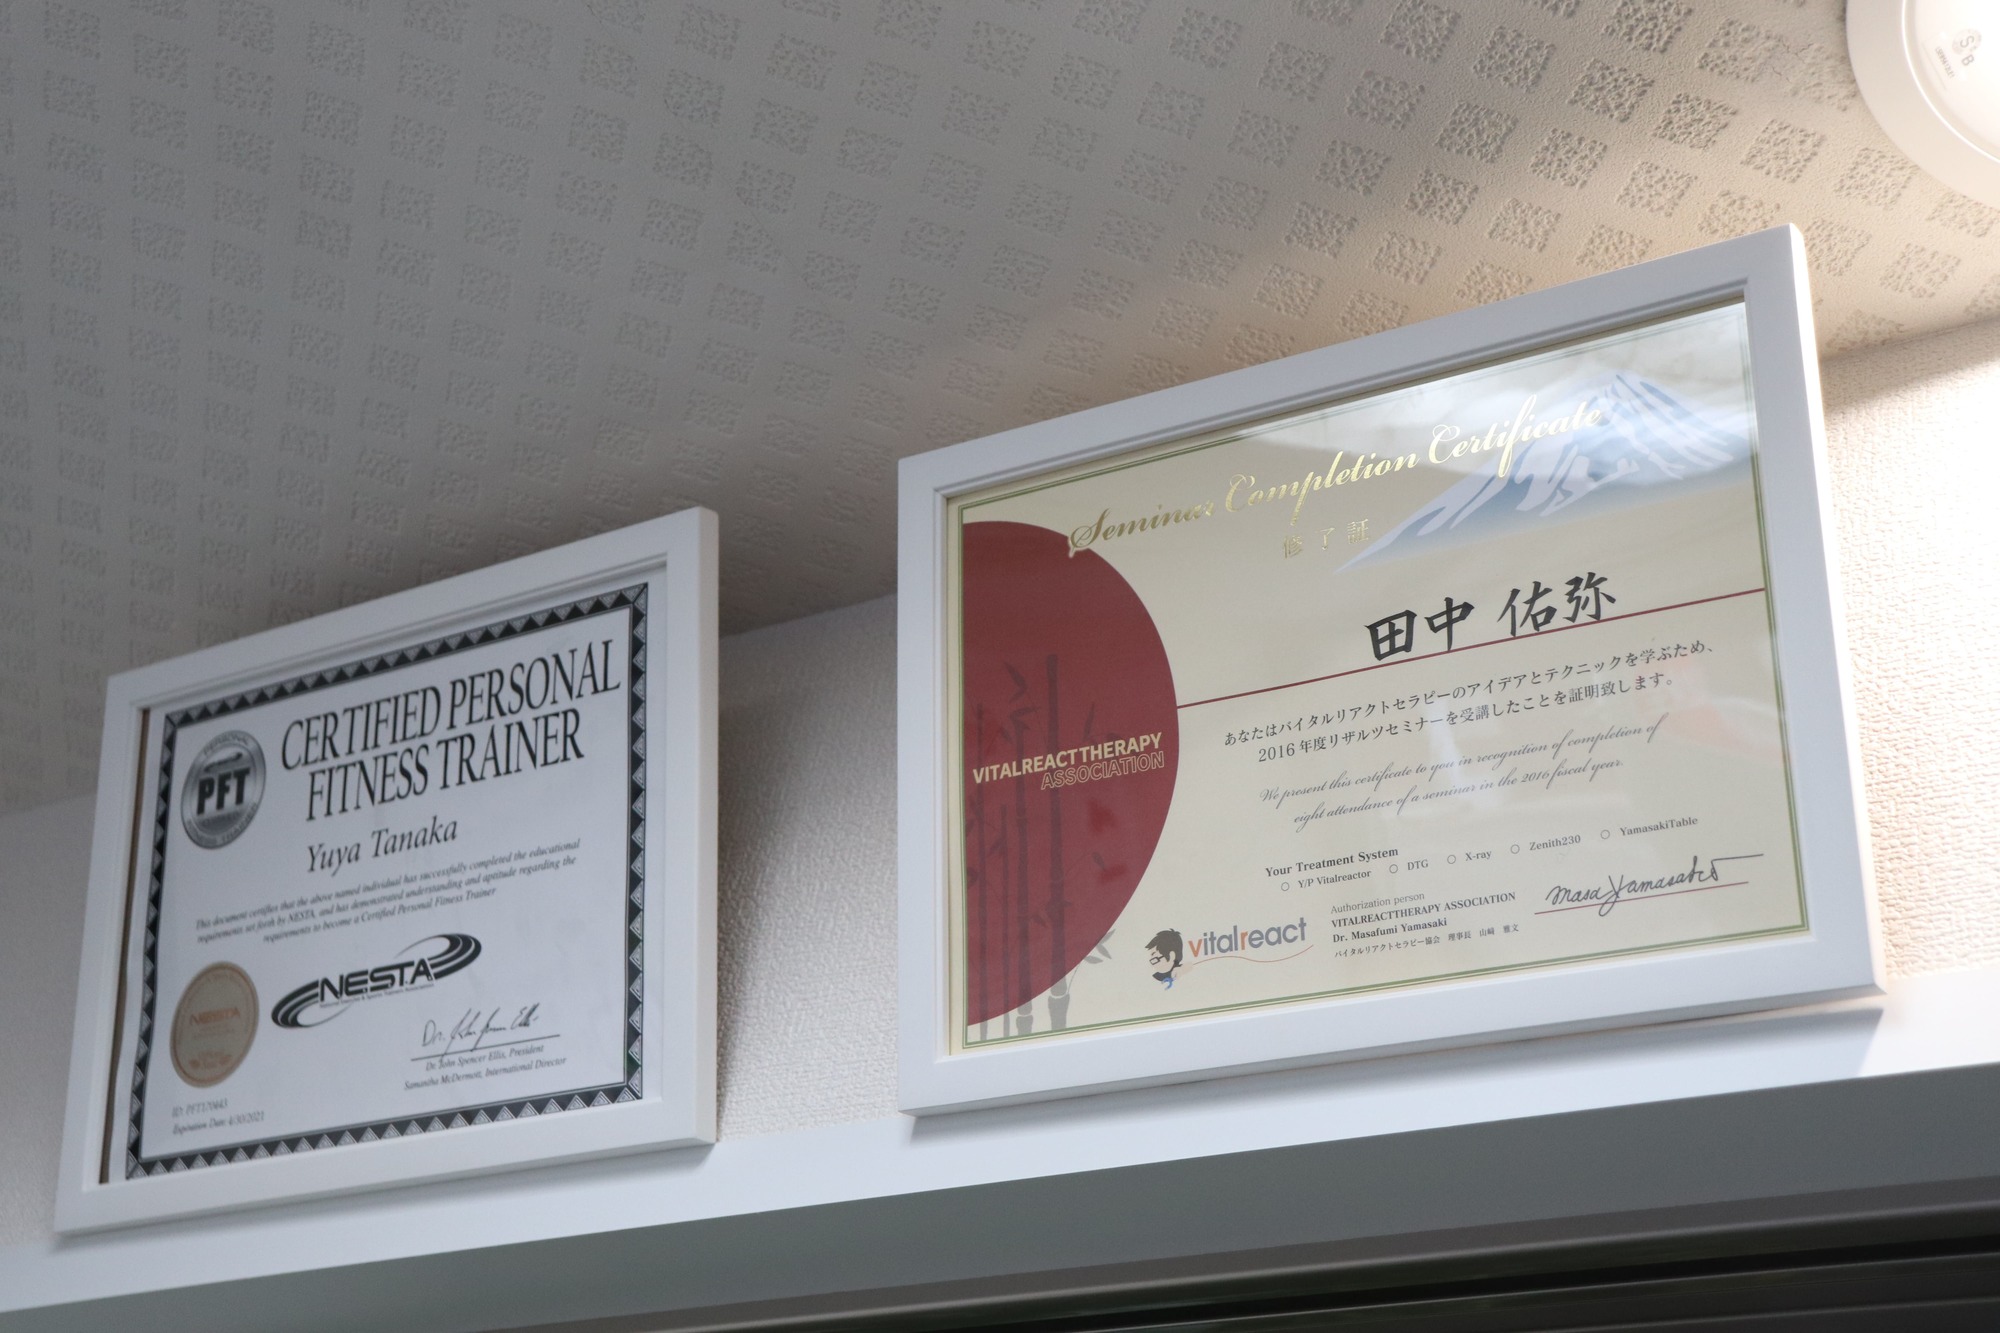 CERTIFIED PERSONAL
FITNESS TRAINER
PERSONAL
PFT
Yuya Tanaka
This document certifies that the above named individual has successfully completed the educational
requirements set forth by NESTA, and has demonstrated understanding and aptitude regarding the
requirements to become a Certified Personal Fitness Trainer
NESTA
NESTA
Dr. John Spencer Ellis, President
Samantha McDermott, International Director
Expiration Date: 4/30/2021
Seminar Completion Certificate
修了証
田中 佑弥
あなたはバイタルリアクトセラピーのアイデアとテクニックを学ぶため、
2016年度リザルツセミナーを受講したことを証明致します。
We present this certificate to you in recognition of completion of
eight attendance of a seminar in the 2016 fiscal year.
VITALREACTTHERAPY
ASSOCIATION
Your Treatment System
○ Y/P Vitalreactor ○ DTG ○ X-ray ○ Zenith230 ○ YamasakiTable
vitalreact
Authorization person
VITALREACTTHERAPY ASSOCIATION
Dr. Masafumi Yamasaki
バイタルリアクトセラピー協会 理事長 山﨑 雅文
Masa Yamasaki